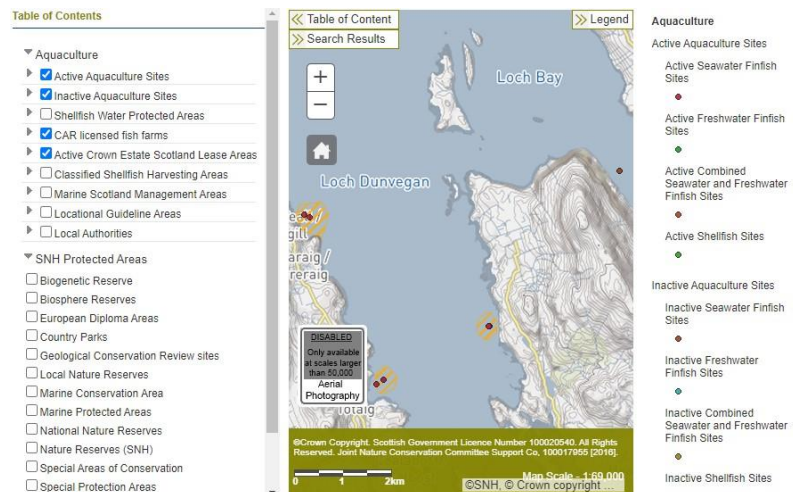 Table of Contents
Aquaculture
Active Aquaculture Sites
Inactive Aquaculture Sites
Shellfish Water Protected Areas
CAR licensed fish farms
Active Crown Estate Scotland Lease Areas
Classified Shellfish Harvesting Areas
Marine Scotland Management Areas
Locational Guideline Areas
Local Authorities
SNH Protected Areas
Biogenetic Reserve
Biosphere Reserves
European Diploma Areas
Country Parks
Geological Conservation Review sites
Local Nature Reserves
Marine Conservation Area
Marine Protected Areas
National Nature Reserves
Nature Reserves (SNH)
Special Areas of Conservation
Special Protection Areas
Table of Content
Search Results
Legend
+
−
Loch Bay
Loch Dunvegan
gill
araig /
reraig
DISABLED
Only available
at scales larger
than 50,000
Aerial
Photography
Totaig
©Crown Copyright. Scottish Government Licence Number 100020540. All Rights
Reserved. Joint Nature Conservation Committee Support Co, 100017955 [2016].
0 1 2km
Map Scale - 1:69,000
©SNH, © Crown copyright ...
Aquaculture
Active Aquaculture Sites
Active Seawater Finfish
Sites
Active Freshwater Finfish
Sites
Active Combined
Seawater and Freshwater
Finfish Sites
Active Shellfish Sites
Inactive Aquaculture Sites
Inactive Seawater Finfish
Sites
Inactive Freshwater
Finfish Sites
Inactive Combined
Seawater and Freshwater
Finfish Sites
Inactive Shellfish Sites